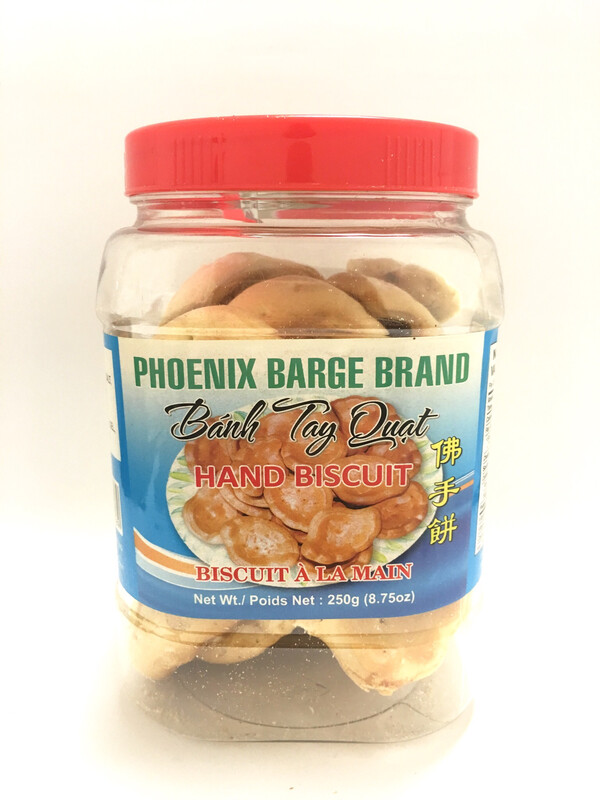 PHOENIX BARGE BRAND
Bánh Tay Quạt
HAND BISCUIT
佛手餅
BISCUIT À LA MAIN
Net Wt./ Poids Net : 250g (8.75oz)